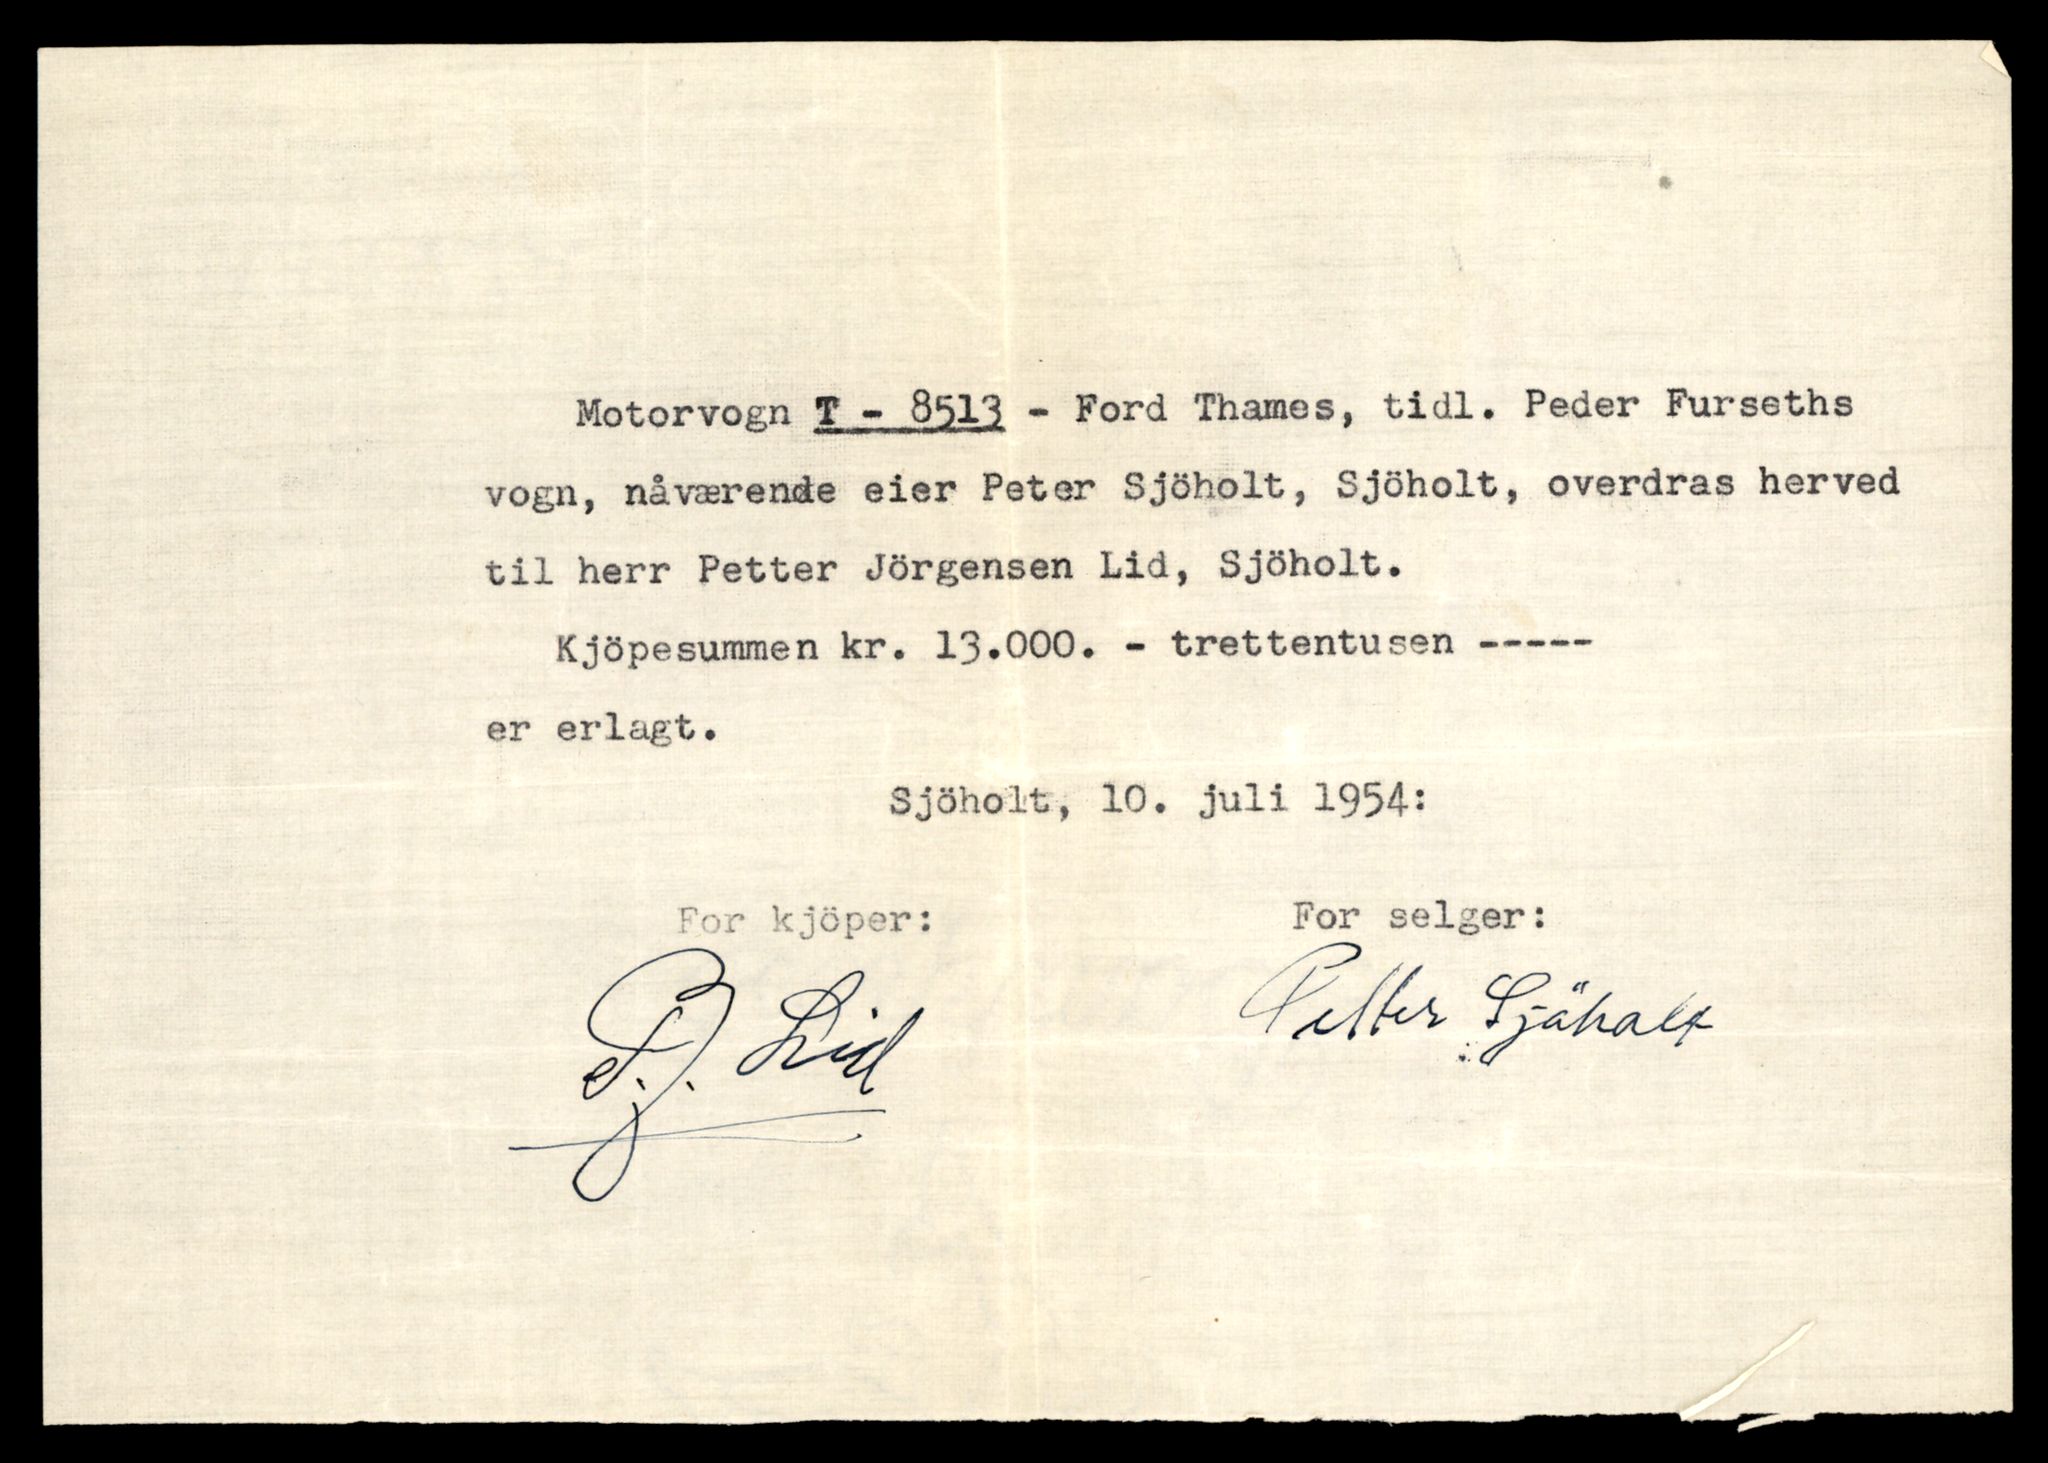 Motorvogn T - 8513 - Ford Thames, tidl. Peder Furseths
vogn, nåværende eier Peter Sjöholt, Sjöholt, overdras herved
til herr Petter Jörgensen Lid, Sjöholt.
Kjöpesummen kr. 13.000. - trettentusen -----
er erlagt.
Sjöholt, 10. juli 1954:
For kjöper: For selger:
P.J. Lid Petter Sjöholt